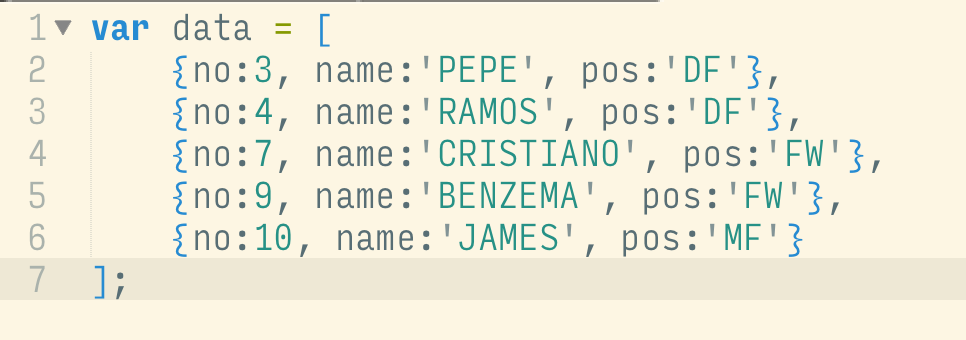 1 var data = [
2 {no:3, name:'PEPE', pos:'DF'},
3 {no:4, name:'RAMOS', pos:'DF'},
4 {no:7, name:'CRISTIANO', pos:'FW'},
5 {no:9, name:'BENZEMA', pos:'FW'},
6 {no:10, name:'JAMES', pos:'MF'}
7 ];